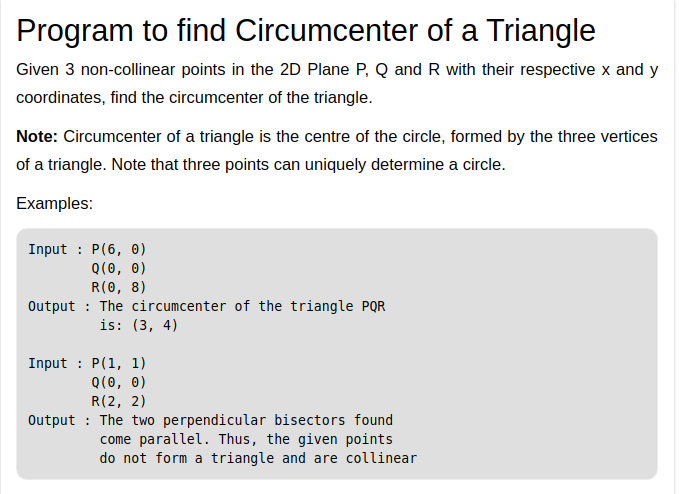 Program to find Circumcenter of a Triangle
Given 3 non-collinear points in the 2D Plane P, Q and R with their respective x and y
coordinates, find the circumcenter of the triangle.
Note: Circumcenter of a triangle is the centre of the circle, formed by the three vertices
of a triangle. Note that three points can uniquely determine a circle.
Examples:
Input : P(6, 0)
Q(0, 0)
R(0, 8)
Output : The circumcenter of the triangle PQR
is: (3, 4)
Input : P(1, 1)
Q(0, 0)
R(2, 2)
Output : The two perpendicular bisectors found
come parallel. Thus, the given points
do not form a triangle and are collinear